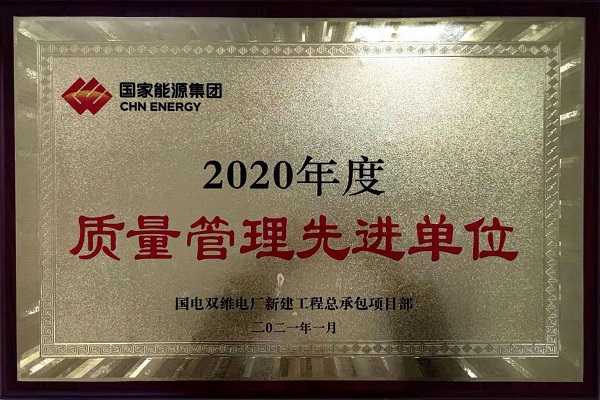 国家能源集团
CHN ENERGY
2020年度
质量管理先进单位
国电双维电厂新建工程总承包项目部
二〇二一年一月